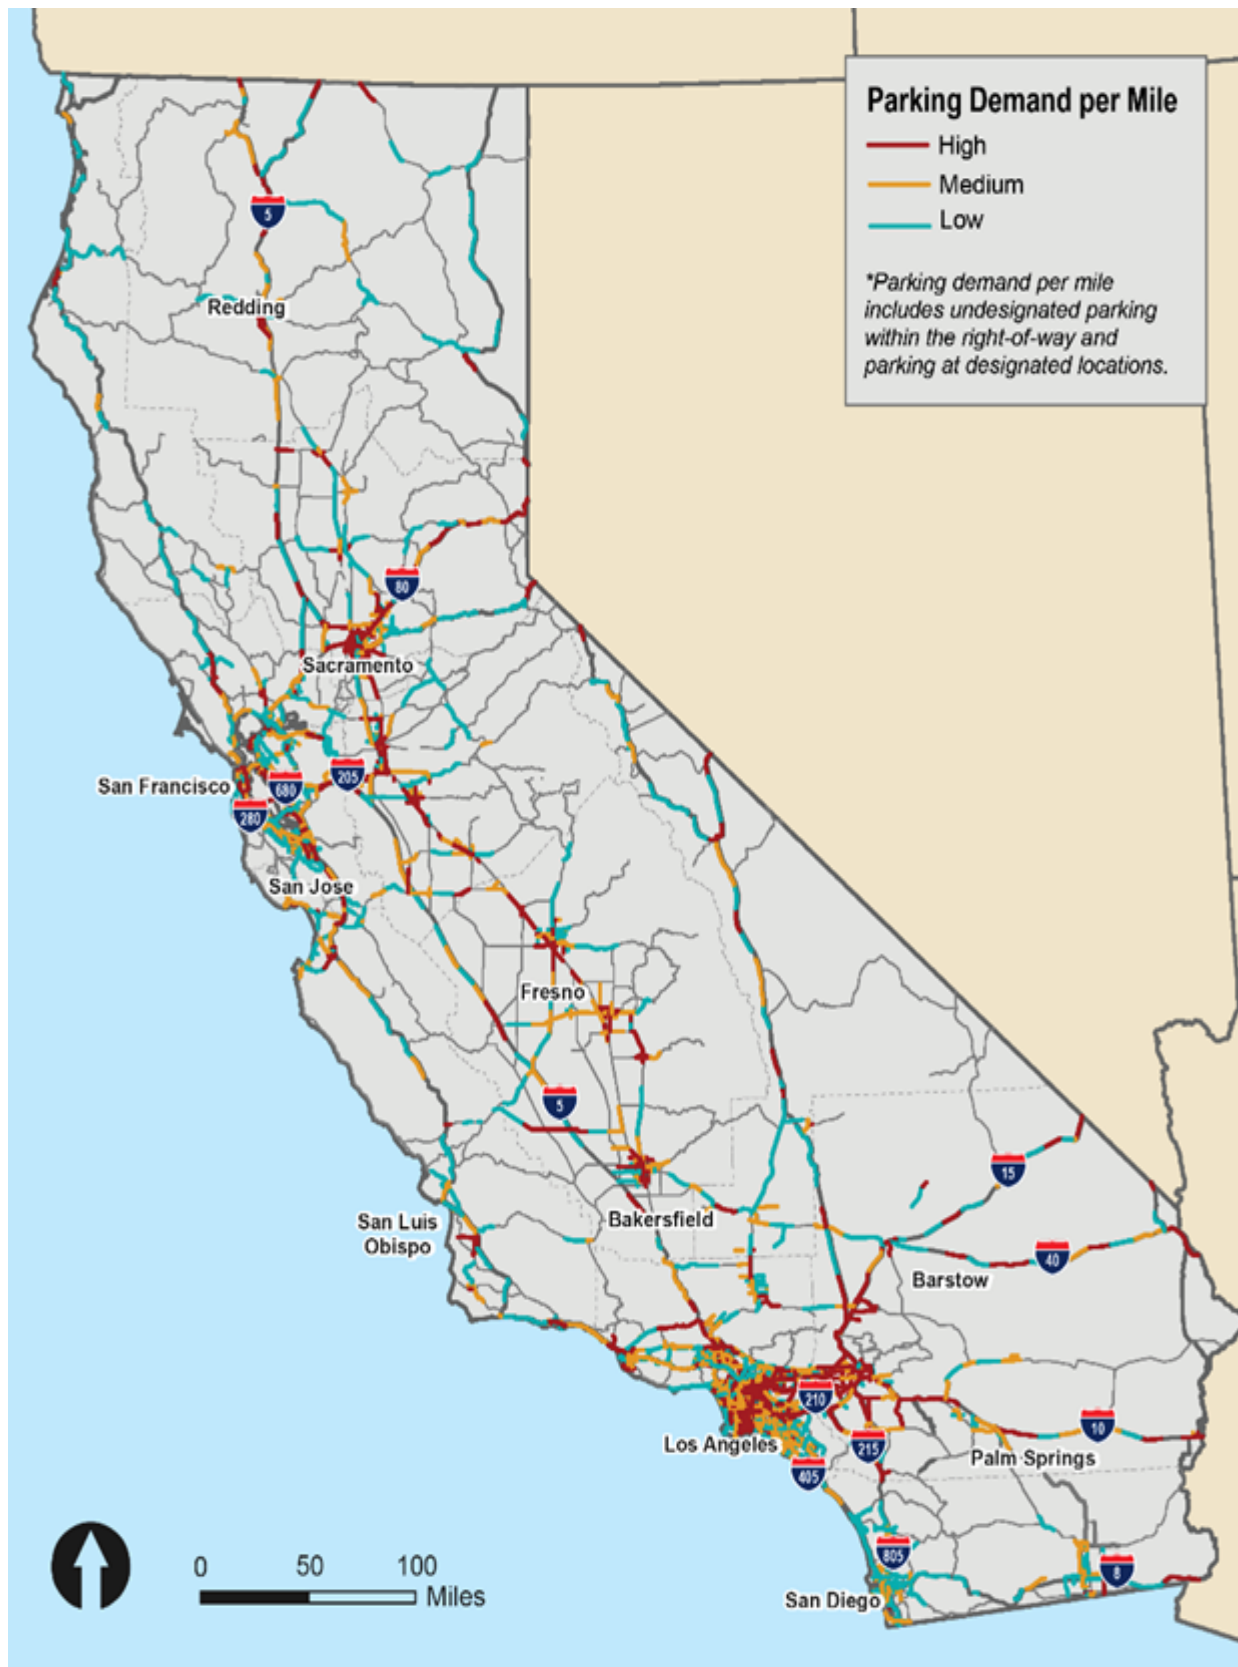 Parking Demand per Mile
High
Medium
Low
*Parking demand per mile
includes undesignated parking
within the right-of-way and
parking at designated locations.
5
Redding
80
Sacramento
San Francisco
680
205
280
San Jose
Fresno
5
15
San Luis
Obispo
Bakersfield
40
Barstow
210
10
Los Angeles
215
Palm Springs
405
805
8
San Diego
0 50 100
Miles